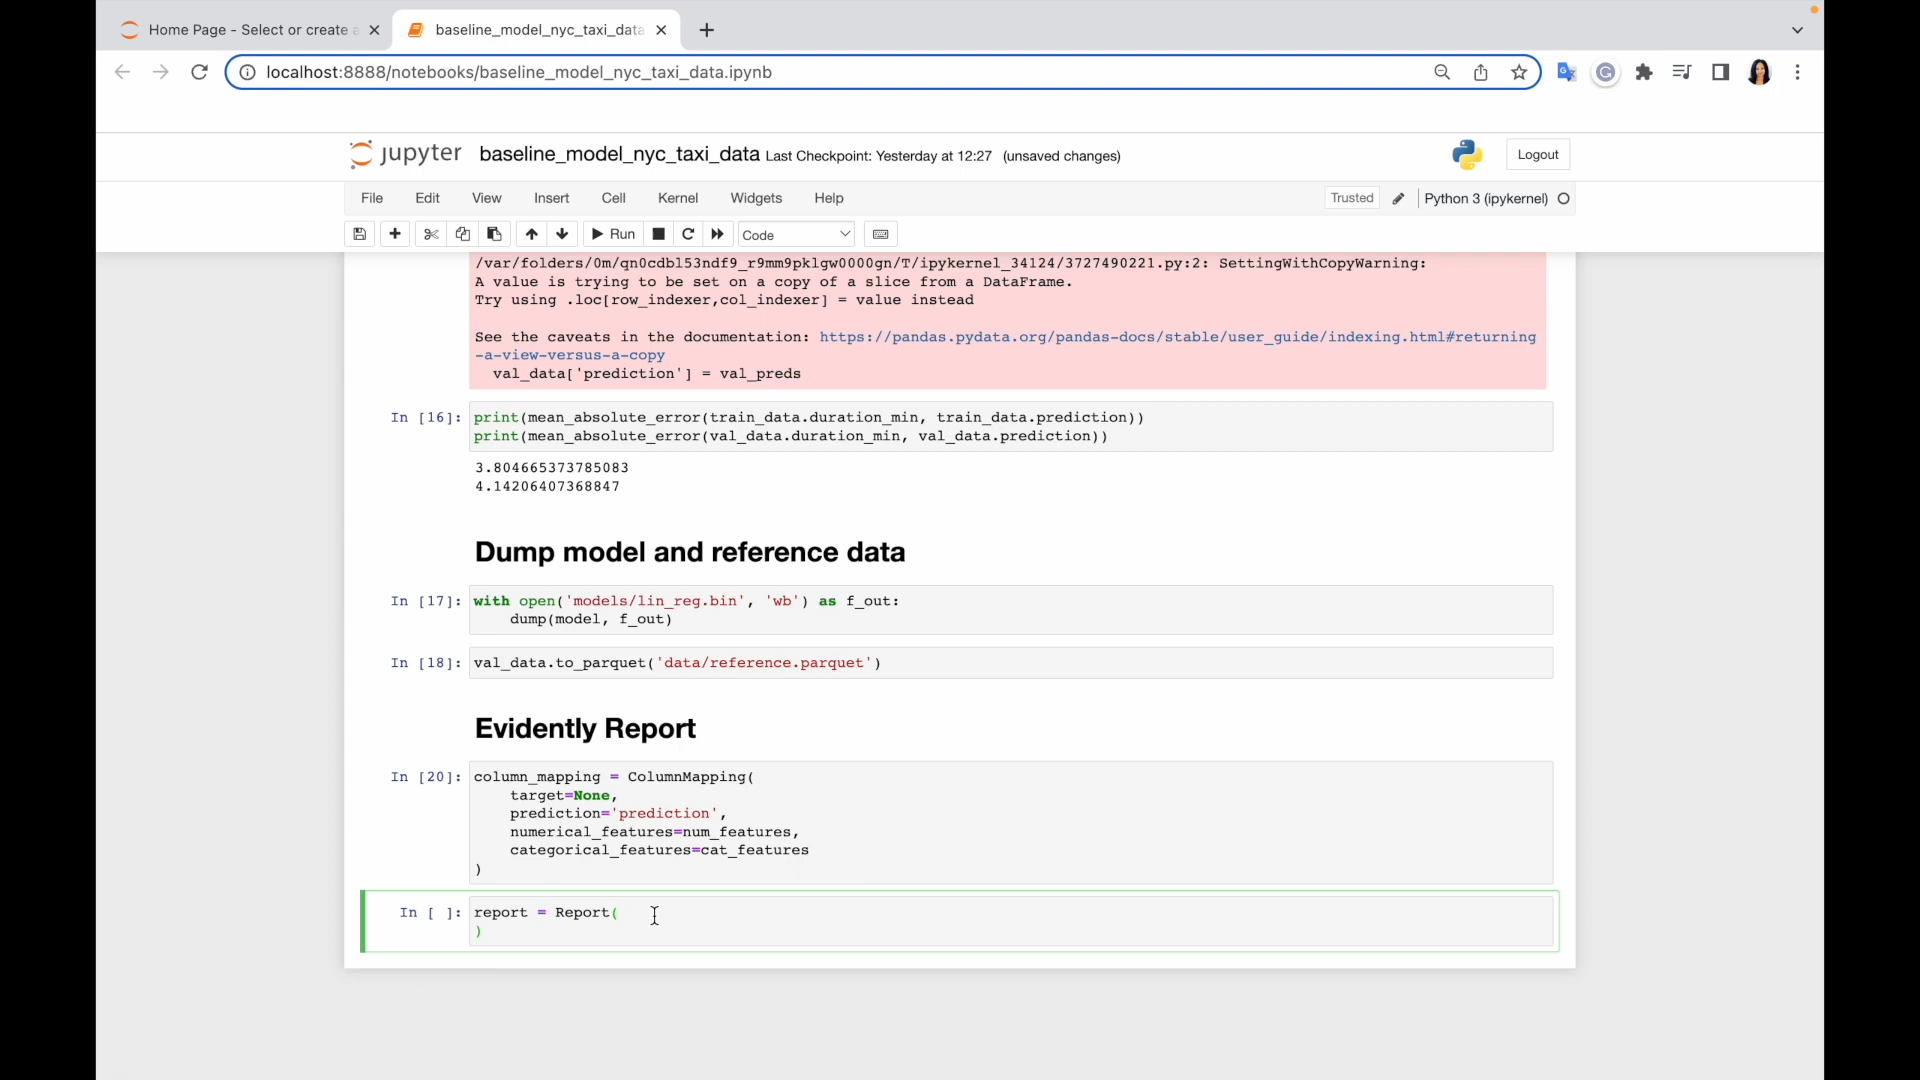 Home Page - Select or create a
baseline_model_nyc_taxi_data
localhost:8888/notebooks/baseline_model_nyc_taxi_data.ipynb
jupyter baseline_model_nyc_taxi_data Last Checkpoint: Yesterday at 12:27 (unsaved changes)
Logout
File Edit View Insert Cell Kernel Widgets Help
Trusted Python 3 (ipykernel)
Run Code
/var/folders/0m/qn0cdbl53ndf9_r9mm9pklgw0000gn/T/ipykernel_34124/3727490221.py:2: SettingWithCopyWarning:
A value is trying to be set on a copy of a slice from a DataFrame.
Try using .loc[row_indexer,col_indexer] = value instead
See the caveats in the documentation: https://pandas.pydata.org/pandas-docs/stable/user_guide/indexing.html#returning
-a-view-versus-a-copy
val_data['prediction'] = val_preds
In [16]: print(mean_absolute_error(train_data.duration_min, train_data.prediction))
print(mean_absolute_error(val_data.duration_min, val_data.prediction))
3.804665373785083
4.14206407368847
Dump model and reference data
In [17]: with open('models/lin_reg.bin', 'wb') as f_out:
dump(model, f_out)
In [18]: val_data.to_parquet('data/reference.parquet')
Evidently Report
In [20]: column_mapping = ColumnMapping(
target=None,
prediction='prediction',
numerical_features=num_features,
categorical_features=cat_features
)
In [ ]: report = Report(
)